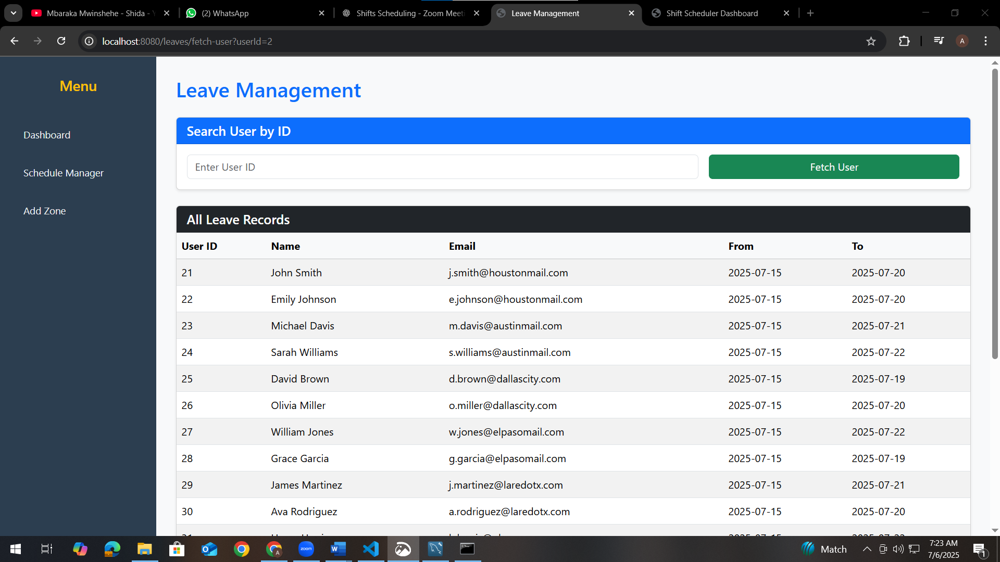 Mbaraka Mwinshehe - Shida - Y
(2) WhatsApp
Shifts Scheduling - Zoom Meeti
Leave Management
Shift Scheduler Dashboard
localhost:8080/leaves/fetch-user?userId=2
A
Menu
Dashboard
Schedule Manager
Add Zone
Leave Management
Search User by ID
Enter User ID
Fetch User
All Leave Records
User ID Name Email From To
21 John Smith j.smith@houstonmail.com 2025-07-15 2025-07-20
22 Emily Johnson e.johnson@houstonmail.com 2025-07-15 2025-07-20
23 Michael Davis m.davis@austinmail.com 2025-07-15 2025-07-21
24 Sarah Williams s.williams@austinmail.com 2025-07-15 2025-07-22
25 David Brown d.brown@dallascity.com 2025-07-15 2025-07-19
26 Olivia Miller o.miller@dallascity.com 2025-07-15 2025-07-20
27 William Jones w.jones@elpasomail.com 2025-07-15 2025-07-22
28 Grace Garcia g.garcia@elpasomail.com 2025-07-15 2025-07-19
29 James Martinez j.martinez@laredotx.com 2025-07-15 2025-07-21
30 Ava Rodriguez a.rodriguez@laredotx.com 2025-07-15 2025-07-20
zoom
Match
7:23 AM
7/6/2025
1